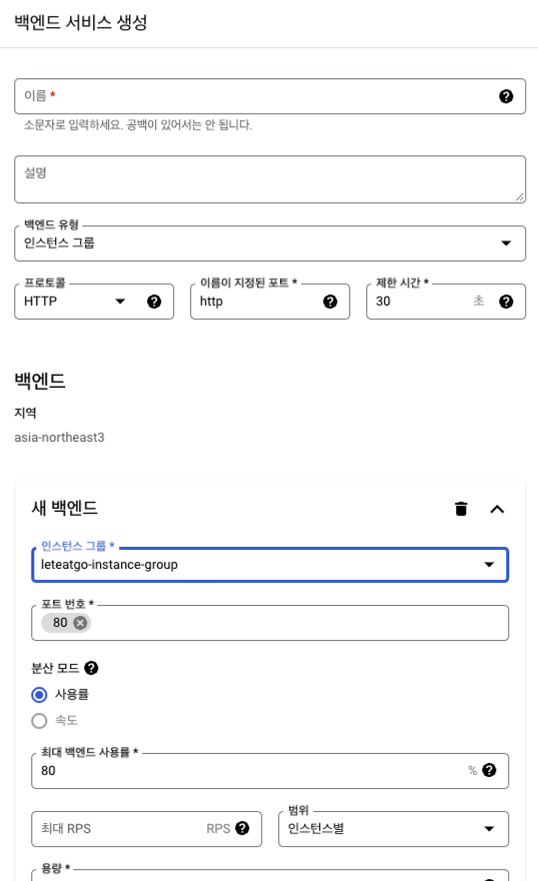 백엔드 서비스 생성
이름 *
소문자로 입력하세요. 공백이 있어서는 안 됩니다.
설명
백엔드 유형
인스턴스 그룹
프로토콜 이름이 지정된 포트 * 제한 시간 *
HTTP http 30 초
백엔드
지역
asia-northeast3
새 백엔드
인스턴스 그룹 *
leteatgo-instance-group
포트 번호 *
80
분산 모드
사용률
속도
최대 백엔드 사용률 *
80 %
범위
최대 RPS RPS 인스턴스별
용량 *